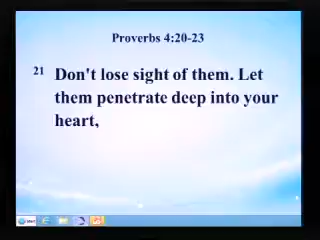 Proverbs 4:20-23
21 Don't lose sight of them. Let
them penetrate deep into your
heart,